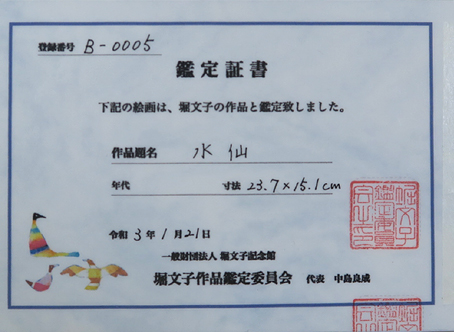 登録番号 B-0005
鑑定証書
下記の絵画は、堀文子の作品と鑑定致しました。
作品題名 水仙
年代 寸法 23.7×15.1cm
令和 3年1月21日
一般財団法人 堀文子記念館
堀文子作品鑑定委員会 代表 中島良成